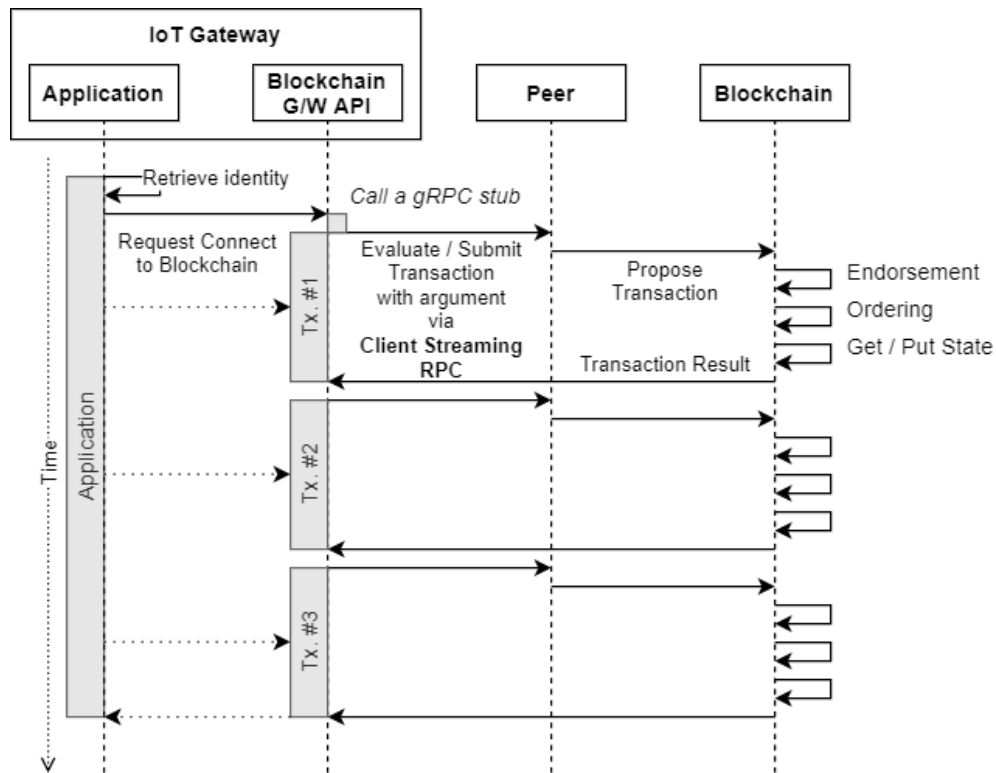 IoT Gateway
Application
Blockchain
G/W API
Peer
Blockchain
Retrieve identity
Call a gRPC stub
Request Connect
to Blockchain
Evaluate / Submit
Transaction
with argument
via
Client Streaming
RPC
Propose
Transaction
Endorsement
Ordering
Get / Put State
Transaction Result
Tx. #1
Time
Application
Tx. #2
Tx. #3